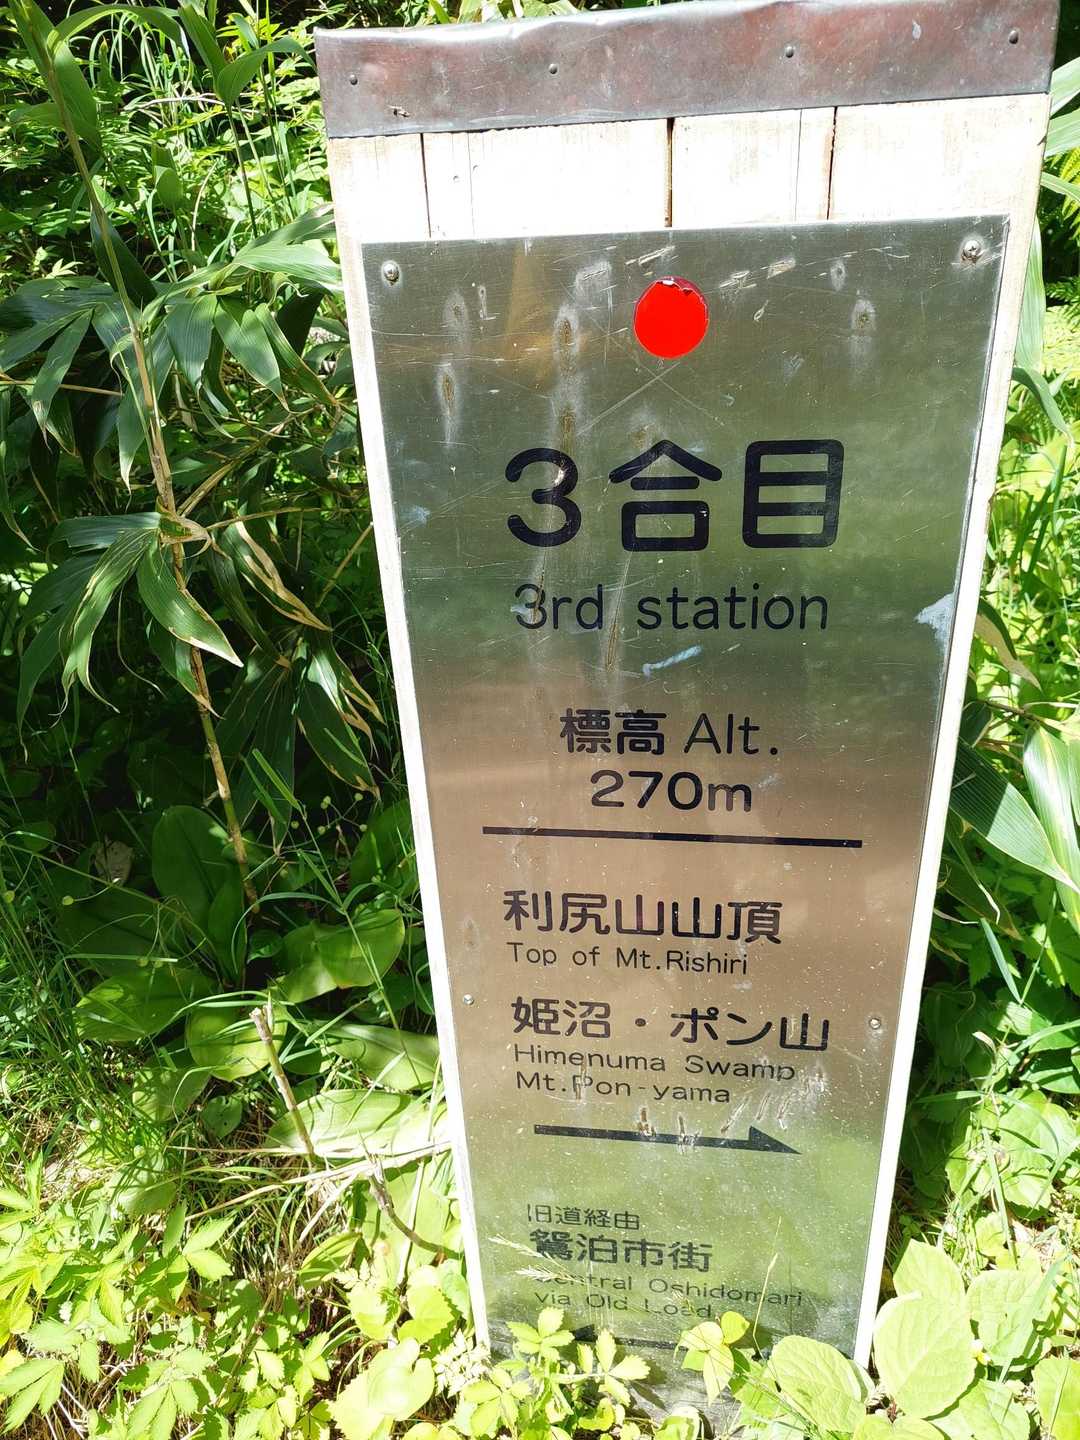 3合目
3rd station
標高 Alt.
270m
利尻山山頂
Top of Mt.Rishiri
姫沼・ポン山
Himenuma Swamp
Mt.Pon-yama
旧道経由
鴛泊市街
Central Oshidomari
via Old Load